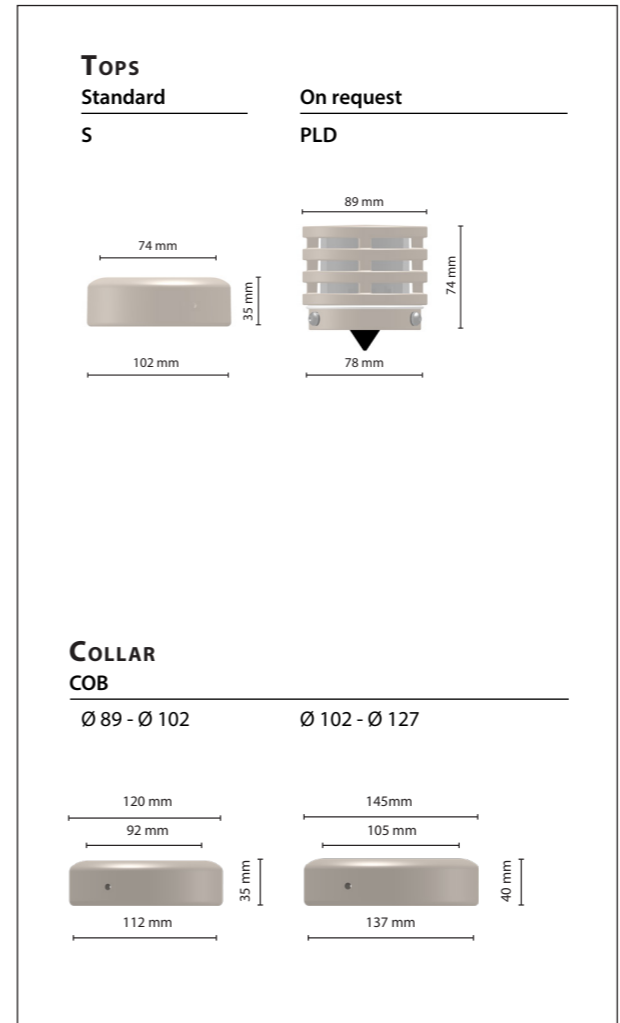 Tops
Standard On request
S PLD
89 mm
74 mm
74 mm
35 mm
102 mm
78 mm
Collar
COB
Ø 89 - Ø 102 Ø 102 - Ø 127
120 mm 145mm
92 mm 105 mm
35 mm 40 mm
112 mm 137 mm